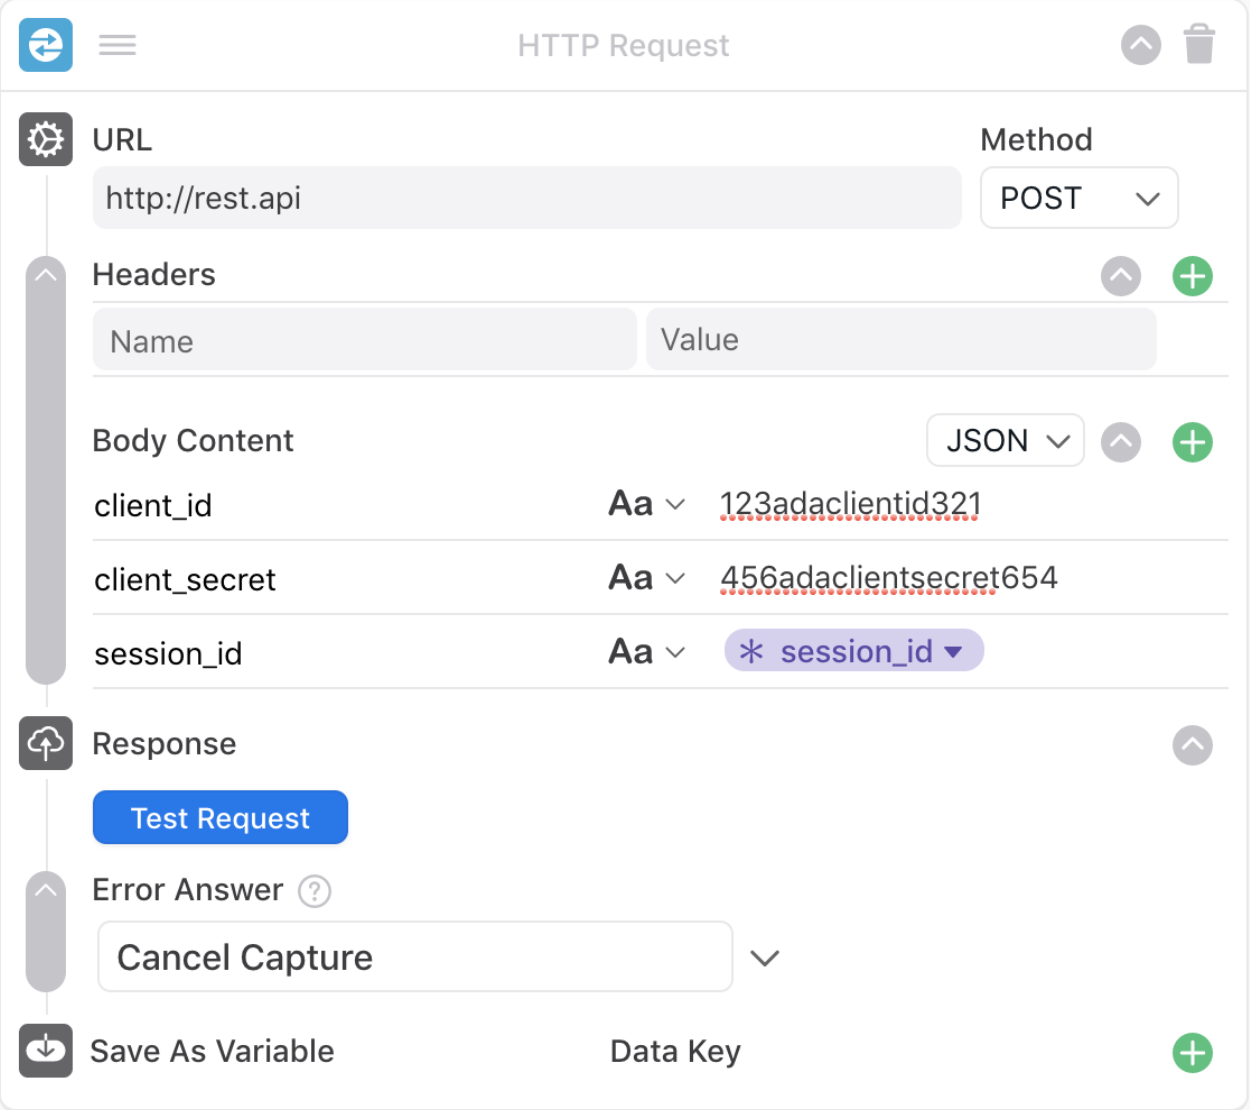 HTTP Request
URL
Method
http://rest.api
POST
Headers
Name
Value
Body Content
JSON
client_id
Aa
123adaclientid321
client_secret
Aa
456adaclientsecret654
session_id
Aa
session_id
Response
Test Request
Error Answer ?
Cancel Capture
Save As Variable
Data Key